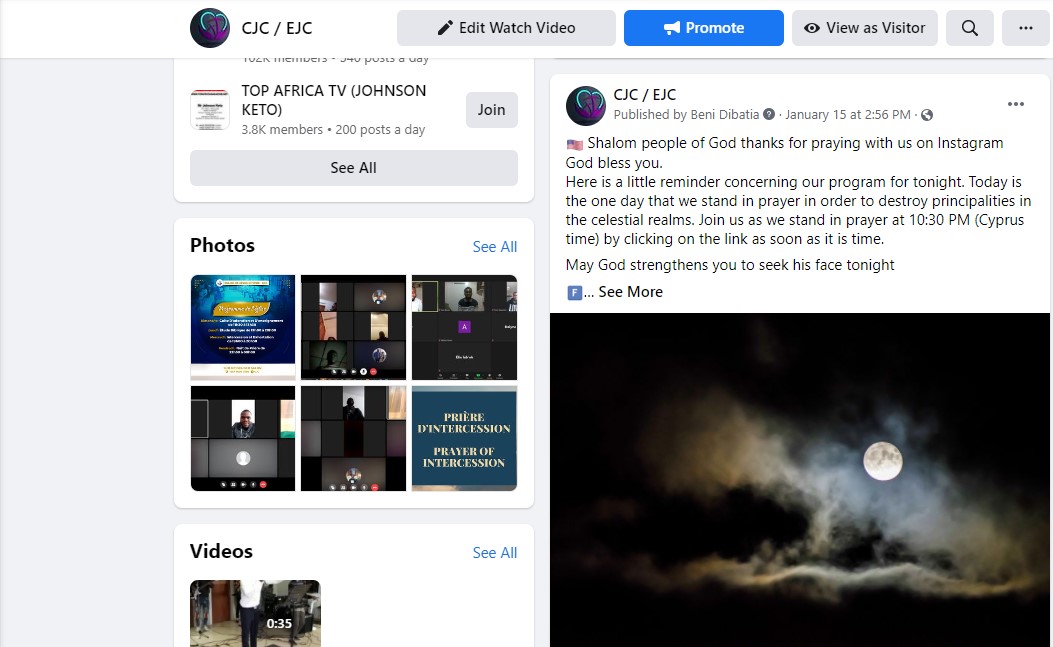 CJC / EJC
Edit Watch Video
Promote
View as Visitor
102K members • 540 posts a day
TOP AFRICA TV (JOHNSON
KETO)
3.8K members • 200 posts a day
Join
See All
Photos
See All
PRIÈRE
D'INTERCESSION
PRAYER OF
INTERCESSION
Videos
See All
0:35
CJC / EJC
Published by Beni Dibatia · January 15 at 2:56 PM ·
Shalom people of God thanks for praying with us on Instagram
God bless you.
Here is a little reminder concerning our program for tonight. Today is
the one day that we stand in prayer in order to destroy principalities in
the celestial realms. Join us as we stand in prayer at 10:30 PM (Cyprus
time) by clicking on the link as soon as it is time.
May God strengthens you to seek his face tonight
F... See More